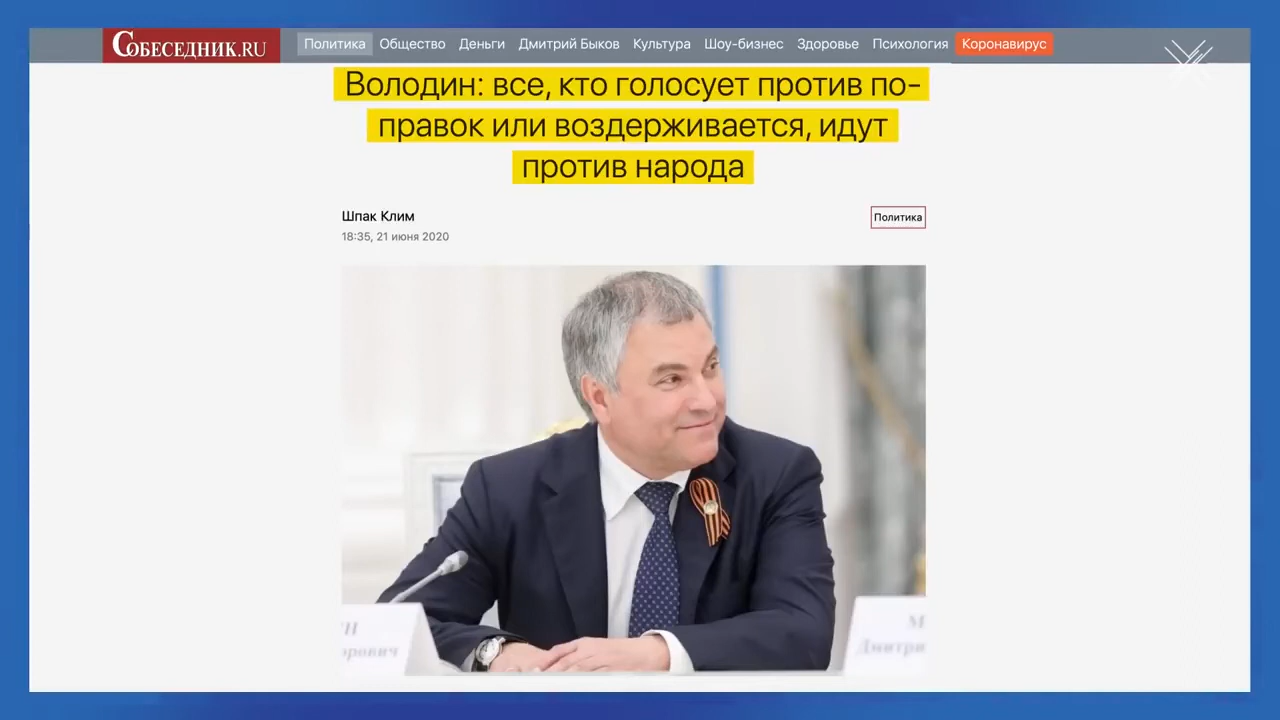 СОБЕСЕДНИК.RU
Политика Общество Деньги Дмитрий Быков Культура Шоу-бизнес Здоровье Психология Коронавирус
Володин: все, кто голосует против по-
правок или воздерживается, идут
против народа
Шпак Клим
Политика
18:35, 21 июня 2020